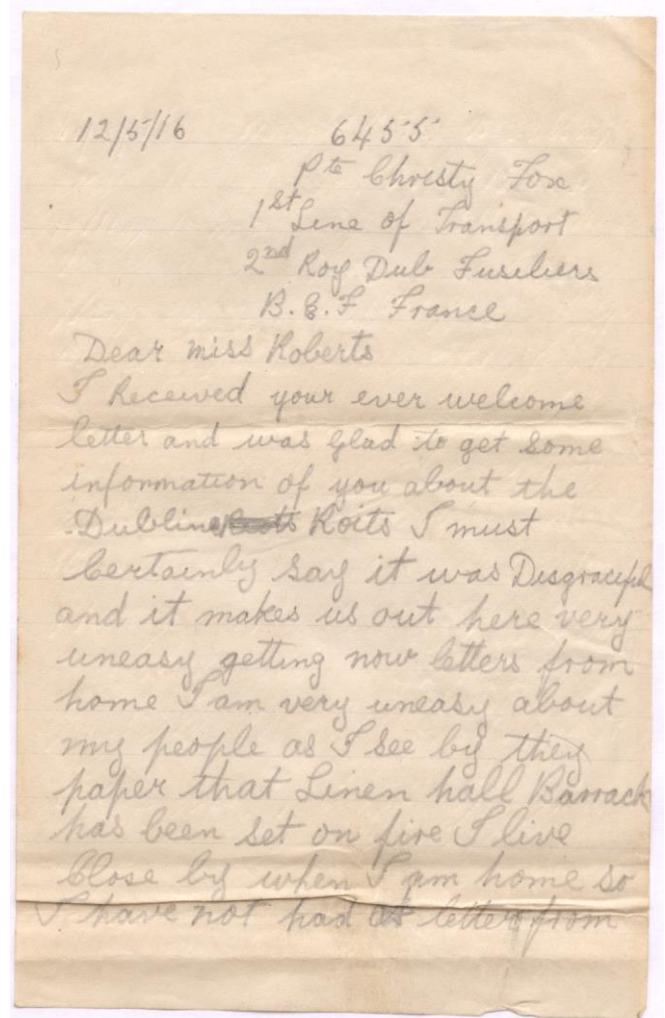 12/5/16 6455
Pte Christy Fox
1st Line of Transport
2nd Roy Dub Fusebiers
B.E.F France
Dear miss Roberts
I Received your ever welcome
letter and was glad to get some
information of you about the
Dubline Roits I must
Certainly say it was Disgraceful
and it makes us out here very
uneasy getting now letters from
home I am very uneasy about
my people as I see by they
paper that Linen hall Barrack
has been set on fire I live
Close by when I am home so
I have not had a letter from